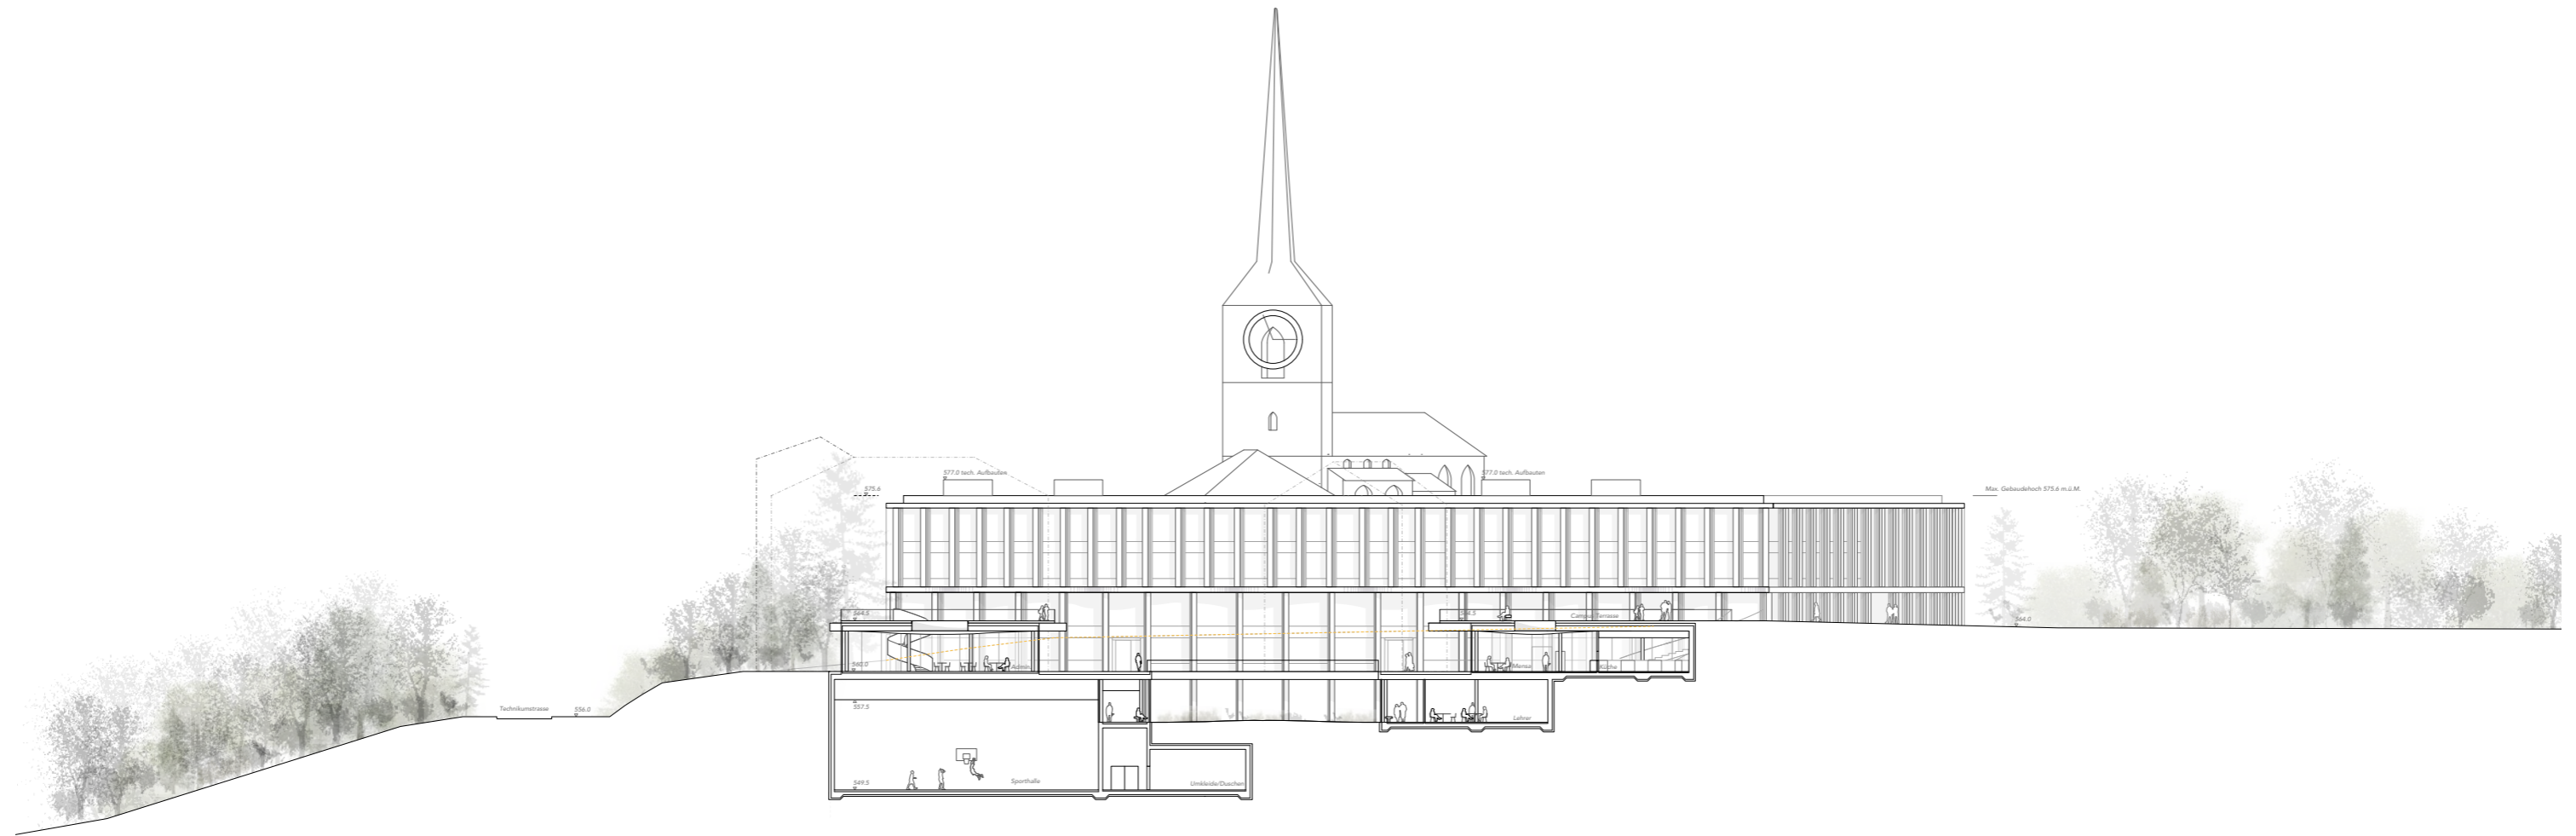 577.0 tech. Aufbauten
577.0 tech. Aufbauten
575.6
Max. Gebaudehoch 575.6 m.ü.M.
564.5
564.5
Campus-Terrasse
564.0
560.0
Admin.
Mensa
Küche
Technikumstrasse
556.0
557.5
Lehrer
549.5
Sporthalle
Umkleide/Duschen